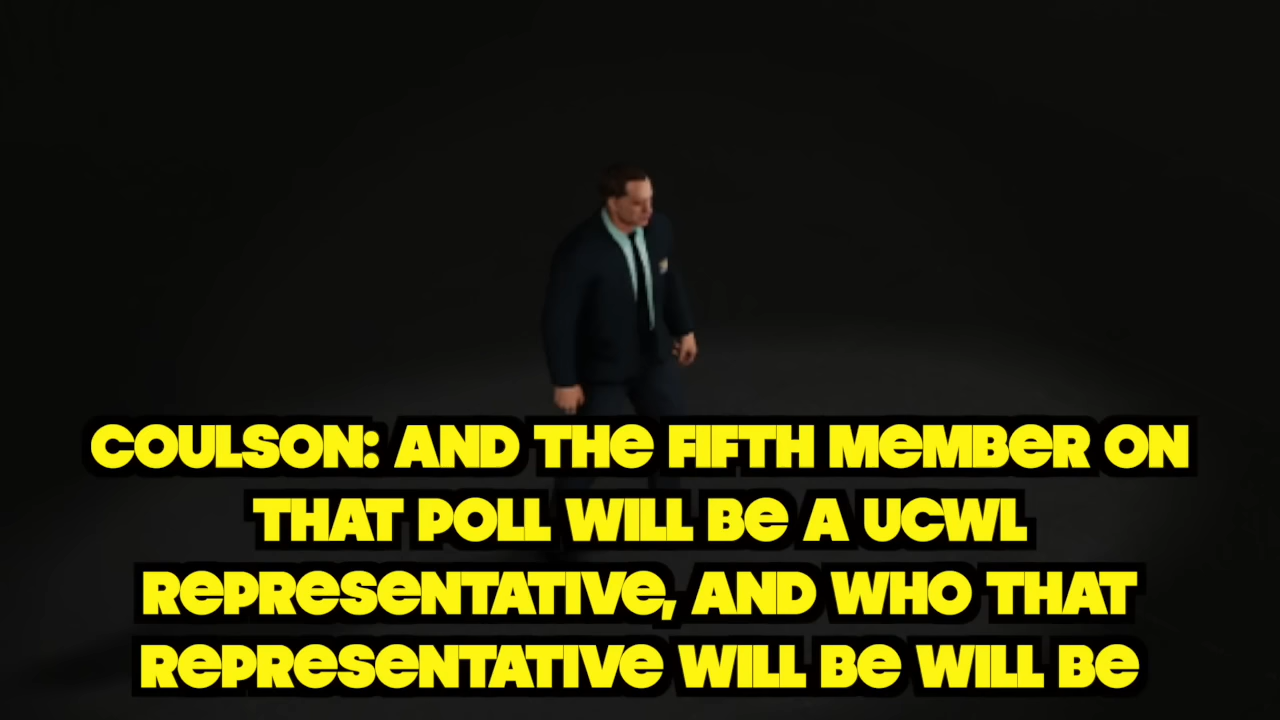 COULSON: AND THE FIFTH MEMBER ON
THAT POLL WILL BE A UCWL
REPRESENTATIVE, AND WHO THAT
REPRESENTATIVE WILL BE WILL BE